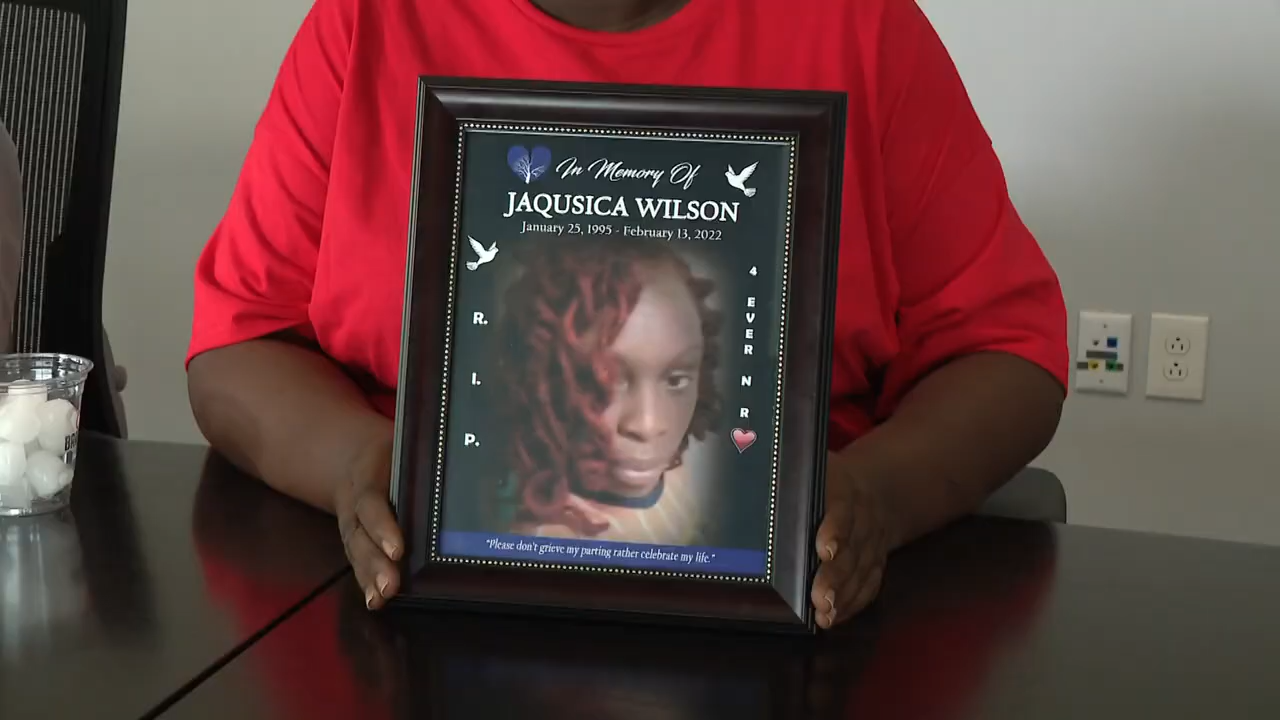 In Memory Of
JAQUSICA WILSON
January 25, 1995 - February 13, 2022
R.
I.
P.
4
EVER
N
R
"Please don't grieve my parting rather celebrate my life."